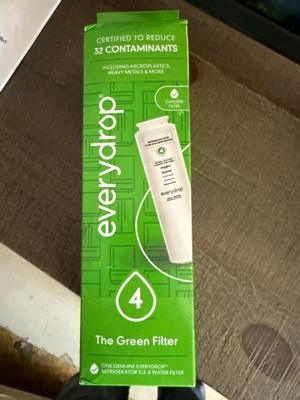 CERTIFIED TO REDUCE
32 CONTAMINANTS
INCLUDING MICROPLASTICS,
HEAVY METALS & MORE
GENUINE
FILTER
everydrop®
everydrop
4
The Green Filter
ONE GENUINE EVERYDROP®
REFRIGERATOR ICE & WATER FILTER